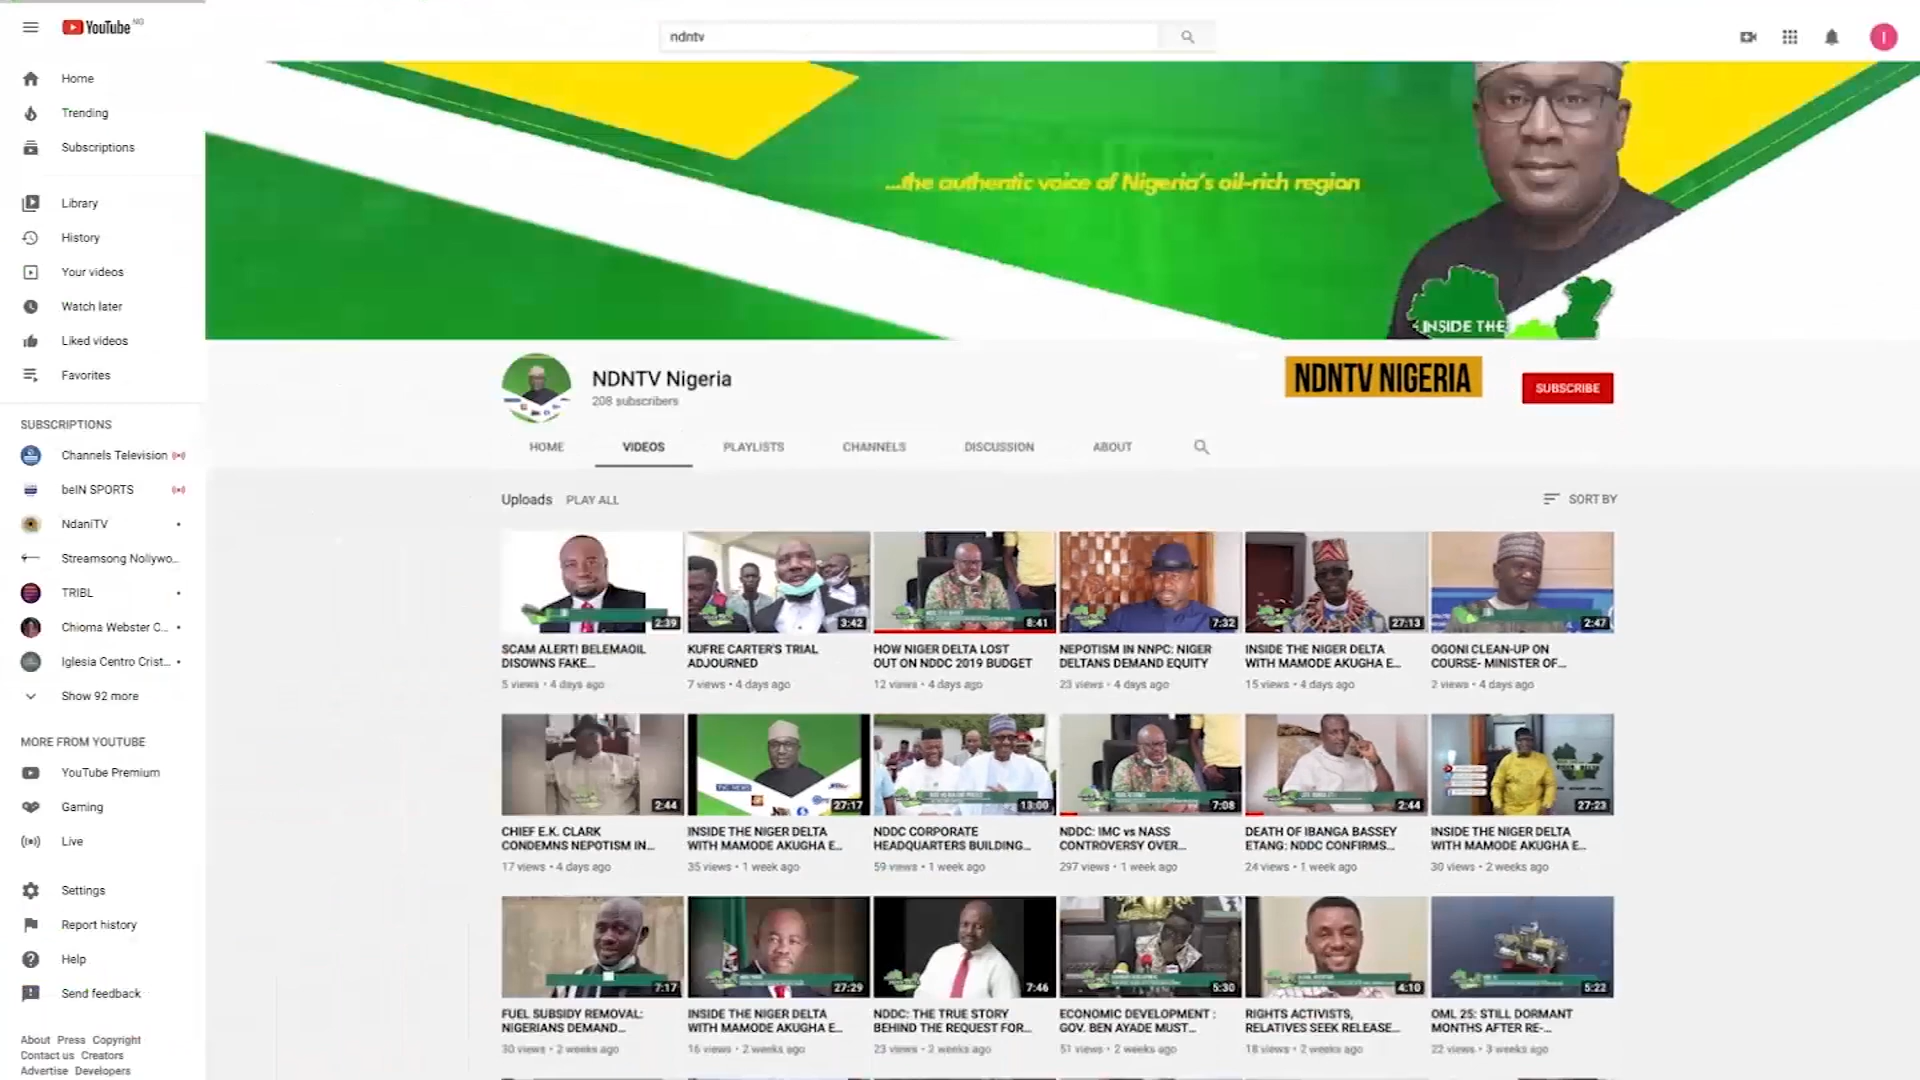 YouTube NG
ndntv
I
Home
Trending
Subscriptions
Library
History
Your videos
Watch later
Liked videos
Favorites
SUBSCRIPTIONS
Channels Television
beIN SPORTS
NdaniTV
Streamsong Nollywo...
TRIBL
Chioma Webster C...
Iglesia Centro Crist...
Show 92 more
MORE FROM YOUTUBE
YouTube Premium
Gaming
Live
Settings
Report history
Help
Send feedback
About Press Copyright
Contact us Creators
Advertise Developers
...the authentic voice of Nigeria's oil-rich region
INSIDE THE
NDNTV Nigeria
208 subscribers
NDNTV NIGERIA
SUBSCRIBE
HOME VIDEOS PLAYLISTS CHANNELS DISCUSSION ABOUT
Uploads PLAY ALL
SORT BY
2:39 3:42 8:41 7:32 27:13 2:47
SCAM ALERT! BELEMAOIL
DISOWNS FAKE...
5 views • 4 days ago
KUFRE CARTER'S TRIAL
ADJOURNED
7 views • 4 days ago
HOW NIGER DELTA LOST
OUT ON NDDC 2019 BUDGET
12 views • 4 days ago
NEPOTISM IN NNPC: NIGER
DELTANS DEMAND EQUITY
23 views • 4 days ago
INSIDE THE NIGER DELTA
WITH MAMODE AKUGHA E...
15 views • 4 days ago
OGONI CLEAN-UP ON
COURSE- MINISTER OF...
2 views • 4 days ago
2:44 27:17 13:00 7:08 2:44 27:23
CHIEF E.K. CLARK
CONDEMNS NEPOTISM IN...
17 views • 4 days ago
INSIDE THE NIGER DELTA
WITH MAMODE AKUGHA E...
35 views • 1 week ago
NDDC CORPORATE
HEADQUARTERS BUILDING...
59 views • 1 week ago
NDDC: IMC vs NASS
CONTROVERSY OVER...
297 views • 1 week ago
DEATH OF IBANGA BASSEY
ETANG: NDDC CONFIRMS...
24 views • 1 week ago
INSIDE THE NIGER DELTA
WITH MAMODE AKUGHA E...
30 views • 2 weeks ago
7:17 27:29 7:46 5:30 4:10 5:22
FUEL SUBSIDY REMOVAL:
NIGERIANS DEMAND...
30 views • 2 weeks ago
INSIDE THE NIGER DELTA
WITH MAMODE AKUGHA E...
16 views • 2 weeks ago
NDDC: THE TRUE STORY
BEHIND THE REQUEST FOR...
23 views • 2 weeks ago
ECONOMIC DEVELOPMENT :
GOV. BEN AYADE MUST...
51 views • 2 weeks ago
RIGHTS ACTIVISTS,
RELATIVES SEEK RELEASE...
18 views • 2 weeks ago
OML 25: STILL DORMANT
MONTHS AFTER RE-...
22 views • 3 weeks ago